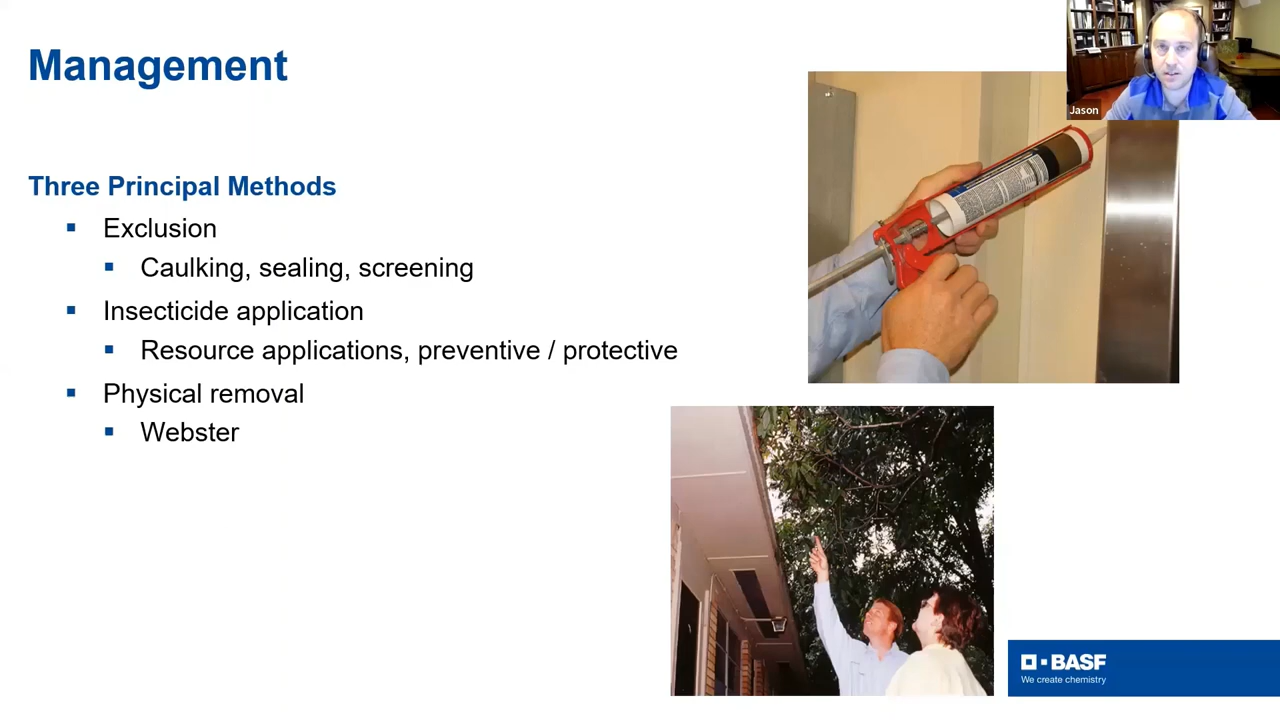 Management
Jason
Three Principal Methods
Exclusion
Caulking, sealing, screening
Insecticide application
Resource applications, preventive / protective
Physical removal
Webster
BASF
We create chemistry